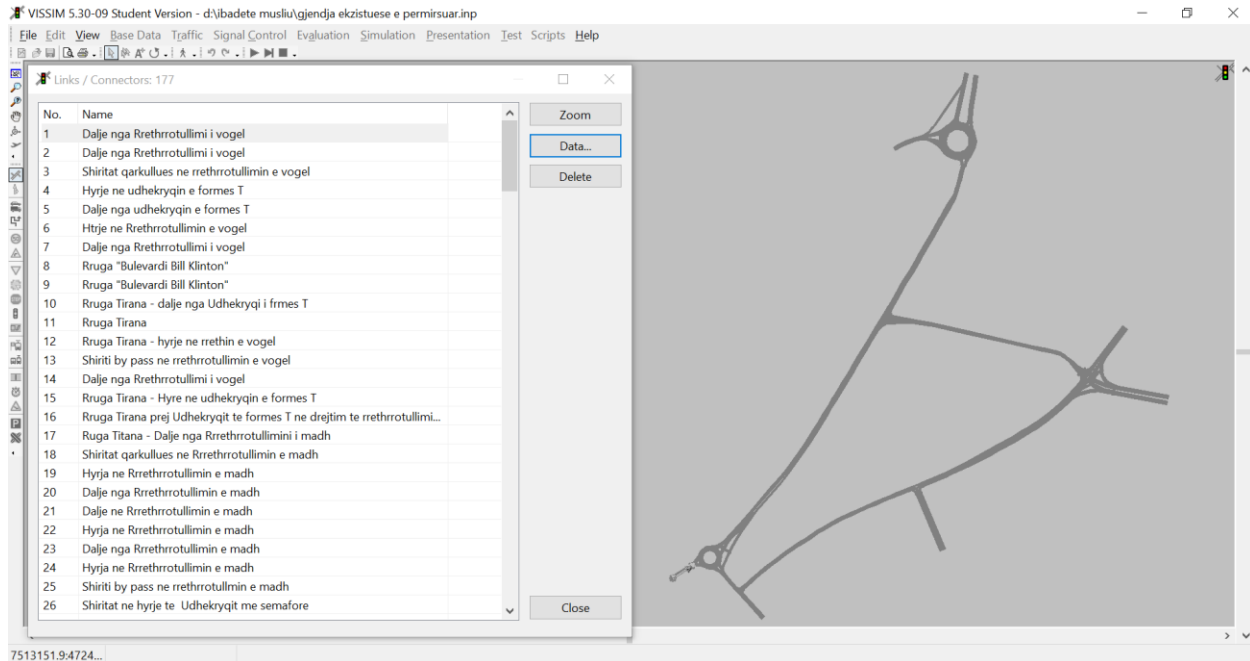 VISSIM 5.30-09 Student Version - d:\ibadete musliu\gjendja ekzistuese e permirsuar.inp
File Edit View Base Data Traffic Signal Control Evaluation Simulation Presentation Test Scripts Help
Links / Connectors: 177
No. Name
1 Dalje nga Rrethrrotullimi i vogel
2 Dalje nga Rrethrrotullimi i vogel
3 Shiritat qarkullues ne rrethrrotullimin e vogel
4 Hyrje ne udhekryqin e formes T
5 Dalje nga udhekryqin e formes T
6 Htrje ne Rrethrrotullimin e vogel
7 Dalje nga Rrethrrotullimi i vogel
8 Rruga "Bulevardi Bill Klinton"
9 Rruga "Bulevardi Bill Klinton"
10 Rruga Tirana - dalje nga Udhekryqi i frmes T
11 Rruga Tirana
12 Rruga Tirana - hyrje ne rrethin e vogel
13 Shiriti by pass ne rrethrrotullimin e vogel
14 Dalje nga Rrethrrotullimi i vogel
15 Rruga Tirana - Hyre ne udhekryqin e formes T
16 Rruga Tirana prej Udhekryqit te formes T ne drejtim te rrethrrotullimi...
17 Ruga Titana - Dalje nga Rrrethrrotullimini i madh
18 Shiritat qarkullues ne Rrrethrrotullimin e madh
19 Hyrja ne Rrrethrrotullimin e madh
20 Dalje nga Rrrethrrotullimin e madh
21 Dalje ne Rrrethrrotullimin e madh
22 Hyrja ne Rrrethrrotullimin e madh
23 Dalje nga Rrrethrrotullimin e madh
24 Hyrja ne Rrrethrrotullimin e madh
25 Shiriti by pass ne rrethrrotullmin e madh
26 Shiritat ne hyrje te Udhekryqit me semafore
Zoom
Data...
Delete
Close
7513151.9:4724...